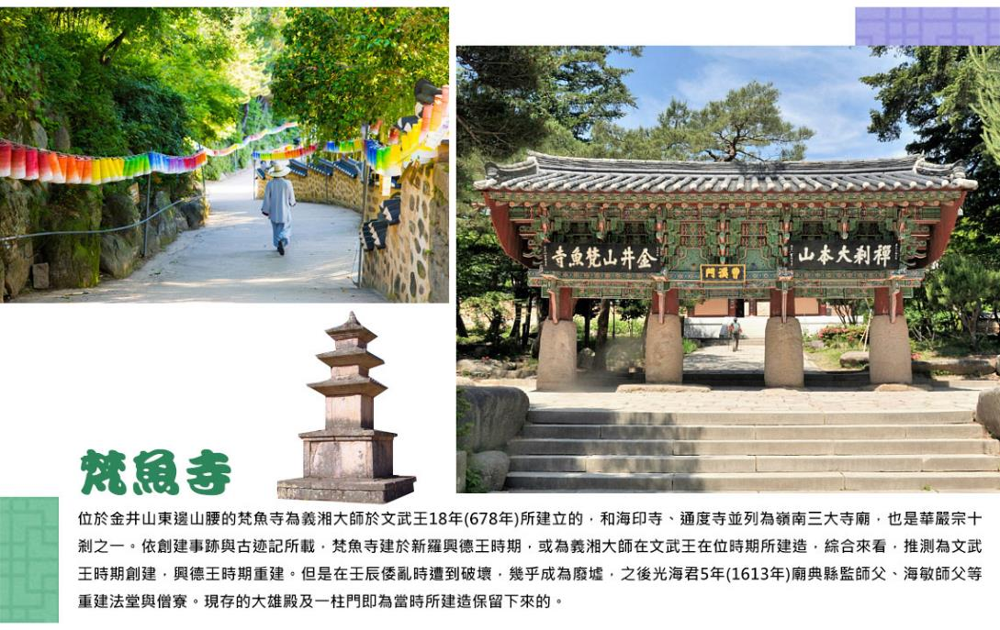 金井山梵魚寺
禪刹大本山
曹溪門
梵魚寺
位於金井山東邊山腰的梵魚寺為義湘大師於文武王18年(678年)所建立的，和海印寺、通度寺並列為嶺南三大寺廟，也是華嚴宗十
剎之一。依創建事跡與古迹記所載，梵魚寺建於新羅興德王時期，或為義湘大師在文武王在位時期所建造，綜合來看，推測為文武
王時期創建，興德王時期重建。但是在壬辰倭亂時遭到破壞，幾乎成為廢墟，之後光海君5年(1613年)廟典縣監師父、海敏師父等
重建法堂與僧寮。現存的大雄殿及一柱門即為當時所建造保留下來的。